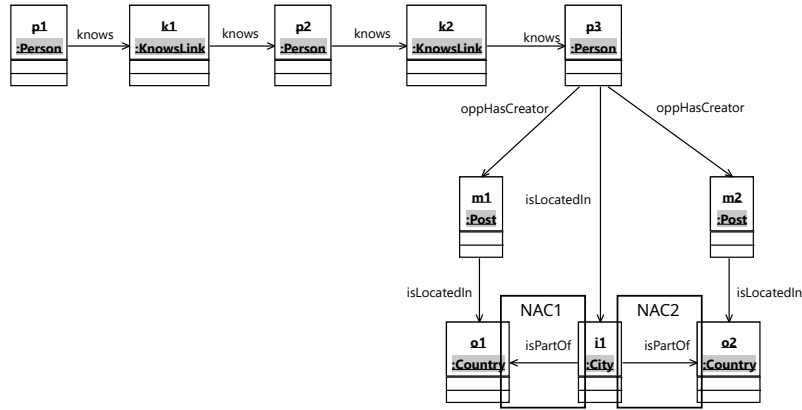 p1
:Person
knows
k1
:KnowsLink
knows
p2
:Person
knows
k2
:KnowsLink
knows
p3
:Person
oppHasCreator
oppHasCreator
m1
:Post
isLocatedIn
m2
:Post
isLocatedIn
isLocatedIn
NAC1
NAC2
o1
:Country
isPartOf
i1
:City
isPartOf
o2
:Country